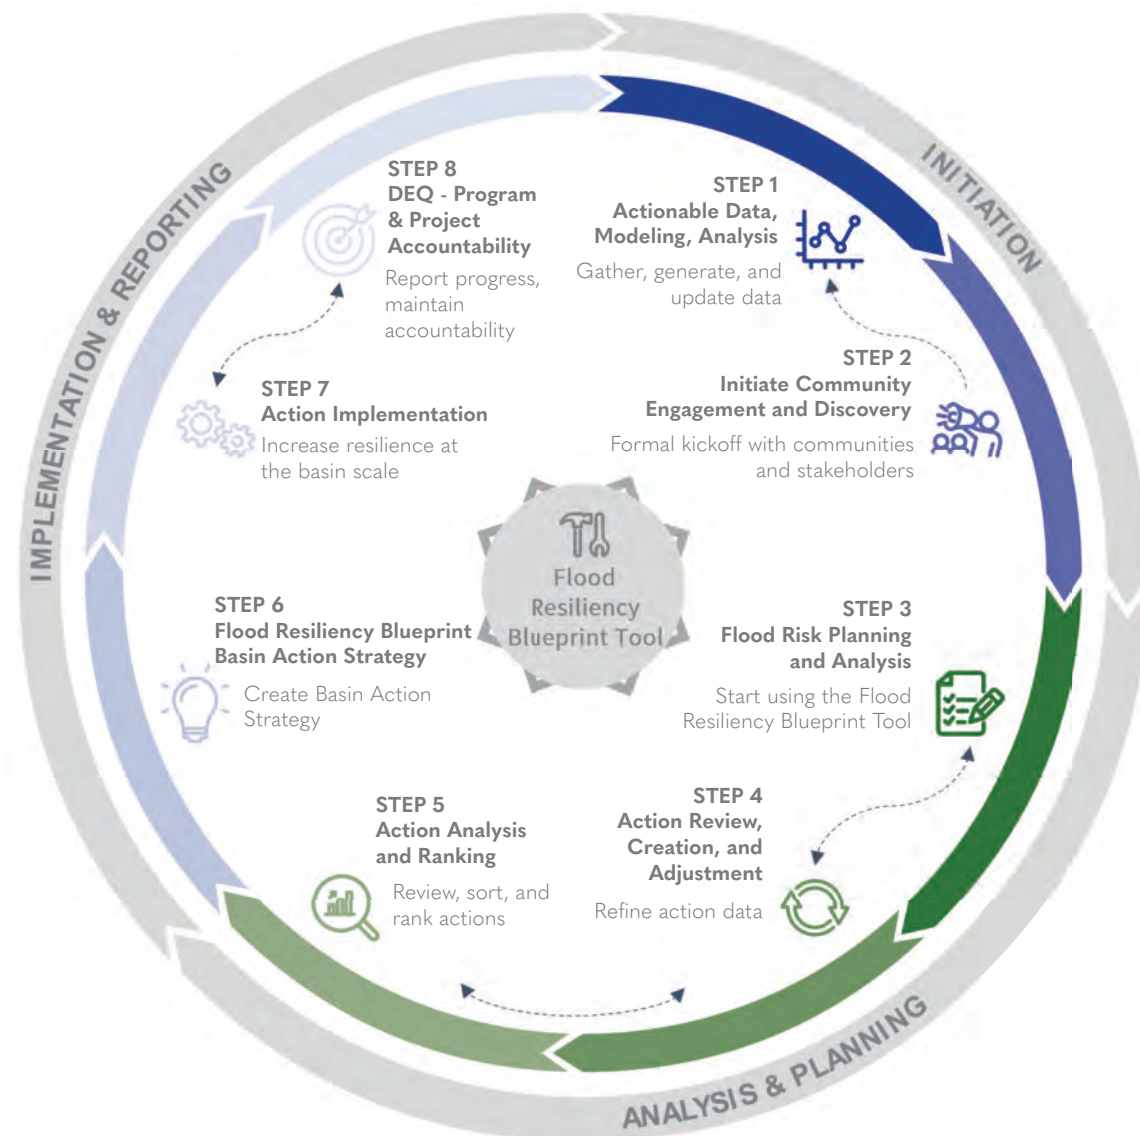 INITIATION
STEP 1
Actionable Data,
Modeling, Analysis
Gather, generate, and
update data
STEP 2
Initiate Community
Engagement and Discovery
Formal kickoff with communities
and stakeholders
STEP 3
Flood Risk Planning
and Analysis
Start using the Flood
Resiliency Blueprint Tool
ANALYSIS & PLANNING
STEP 4
Action Review,
Creation, and
Adjustment
Refine action data
STEP 5
Action Analysis
and Ranking
Review, sort, and
rank actions
IMPLEMENTATION & REPORTING
STEP 6
Flood Resiliency Blueprint
Basin Action Strategy
Create Basin Action
Strategy
STEP 7
Action Implementation
Increase resilience at
the basin scale
STEP 8
DEQ - Program
& Project
Accountability
Report progress,
maintain
accountability
Flood
Resiliency
Blueprint Tool